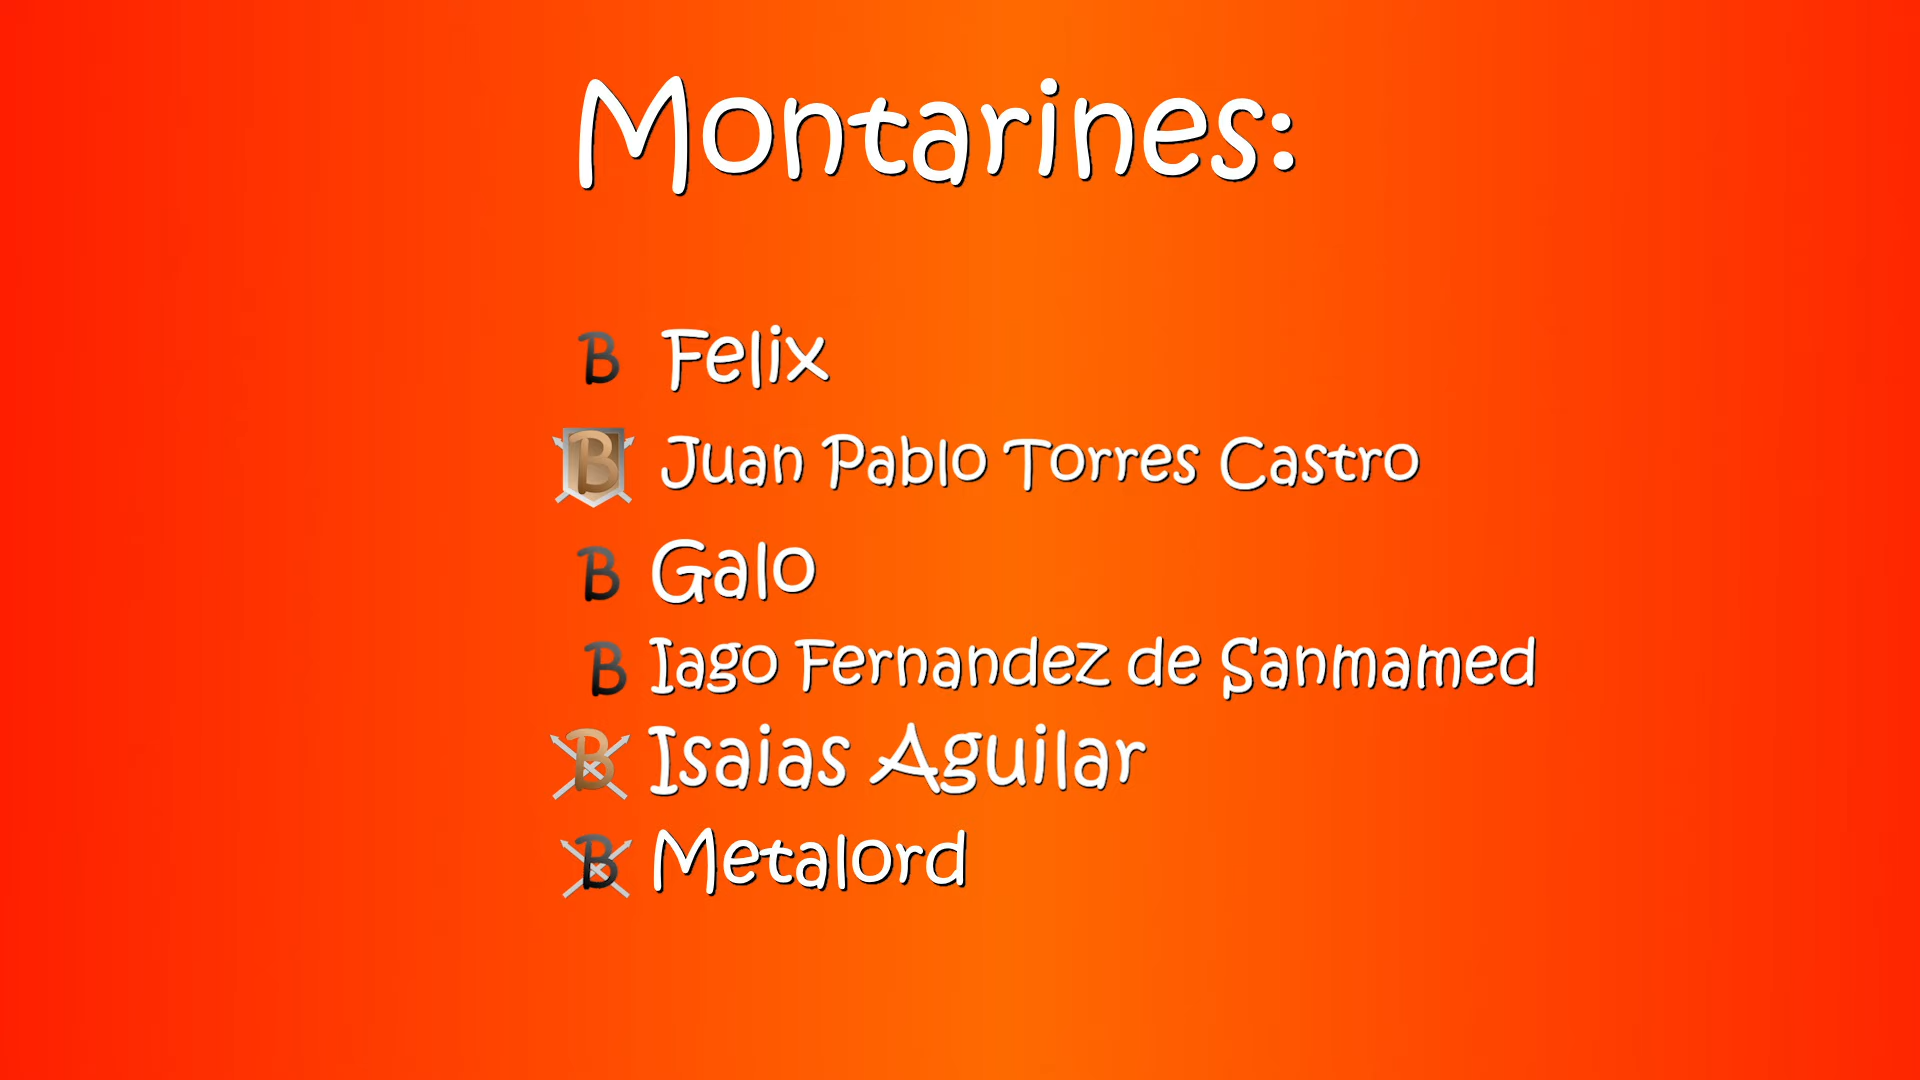 Montarines:
B Felix
B Juan Pablo Torres Castro
B Galo
B Iago Fernandez de Sanmamed
B Isaias Aguilar
B Metalord